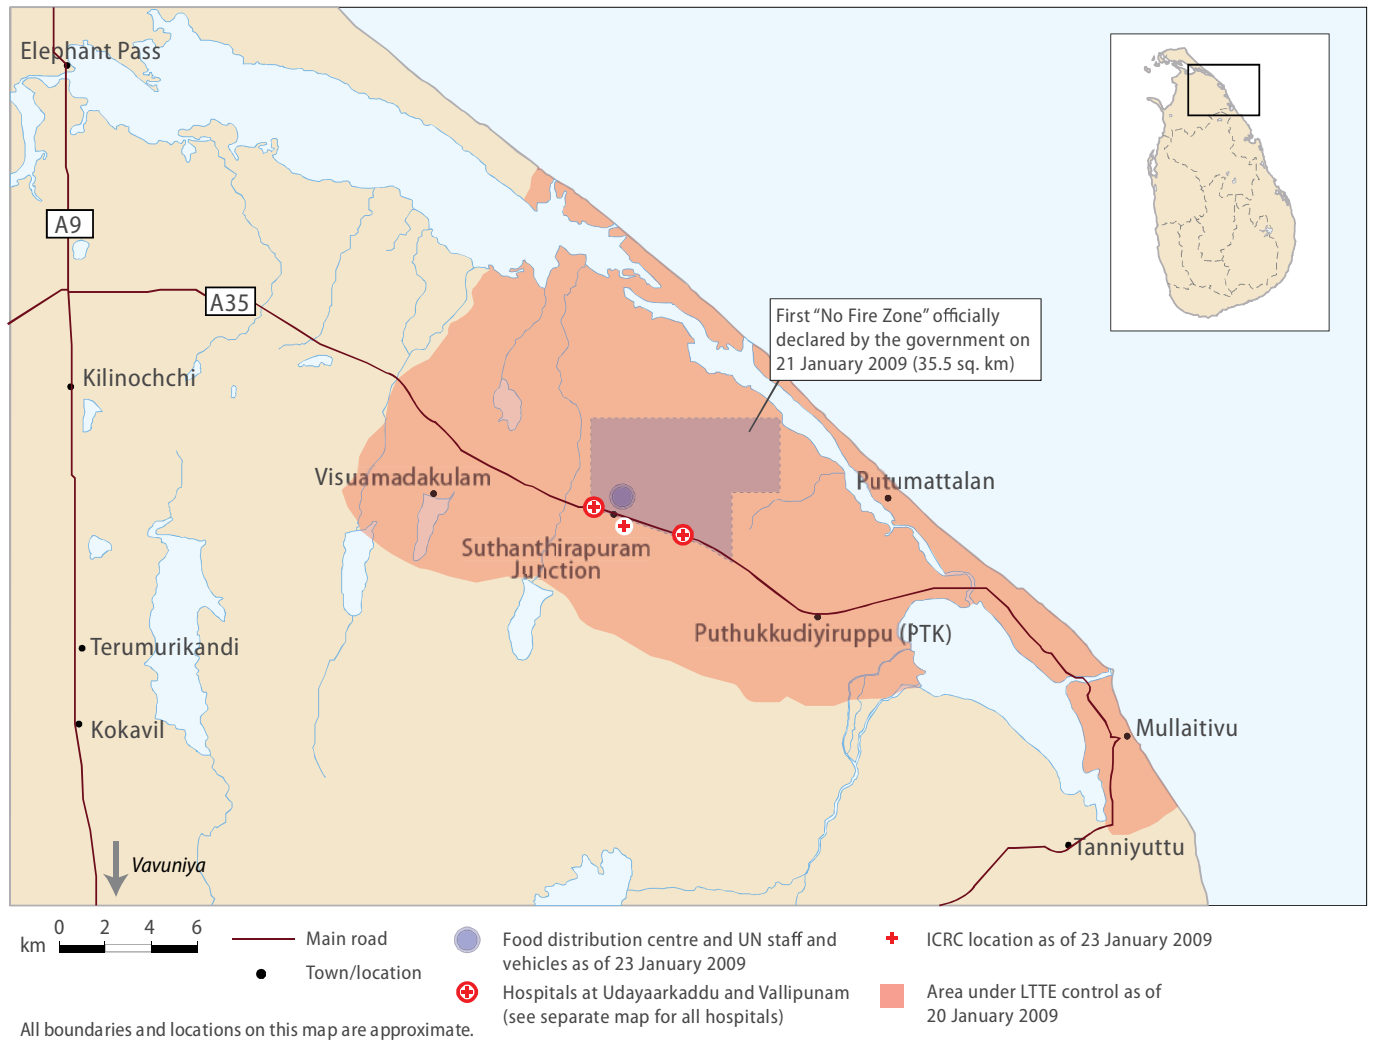 Elephant Pass
A9
A35
First “No Fire Zone” officially
declared by the government on
21 January 2009 (35.5 sq. km)
Kilinochchi
Visuamadakulam
Putumattalan
Suthanthirapuram
Junction
Puthukkudiyiruppu (PTK)
Terumurikandi
Kokavil
Mullaitivu
Tanniyuttu
Vavuniya
0 2 4 6
km
Main road
Town/location
Food distribution centre and UN staff and
vehicles as of 23 January 2009
Hospitals at Udayaarkaddu and Vallipunam
(see separate map for all hospitals)
ICRC location as of 23 January 2009
Area under LTTE control as of
20 January 2009
All boundaries and locations on this map are approximate.